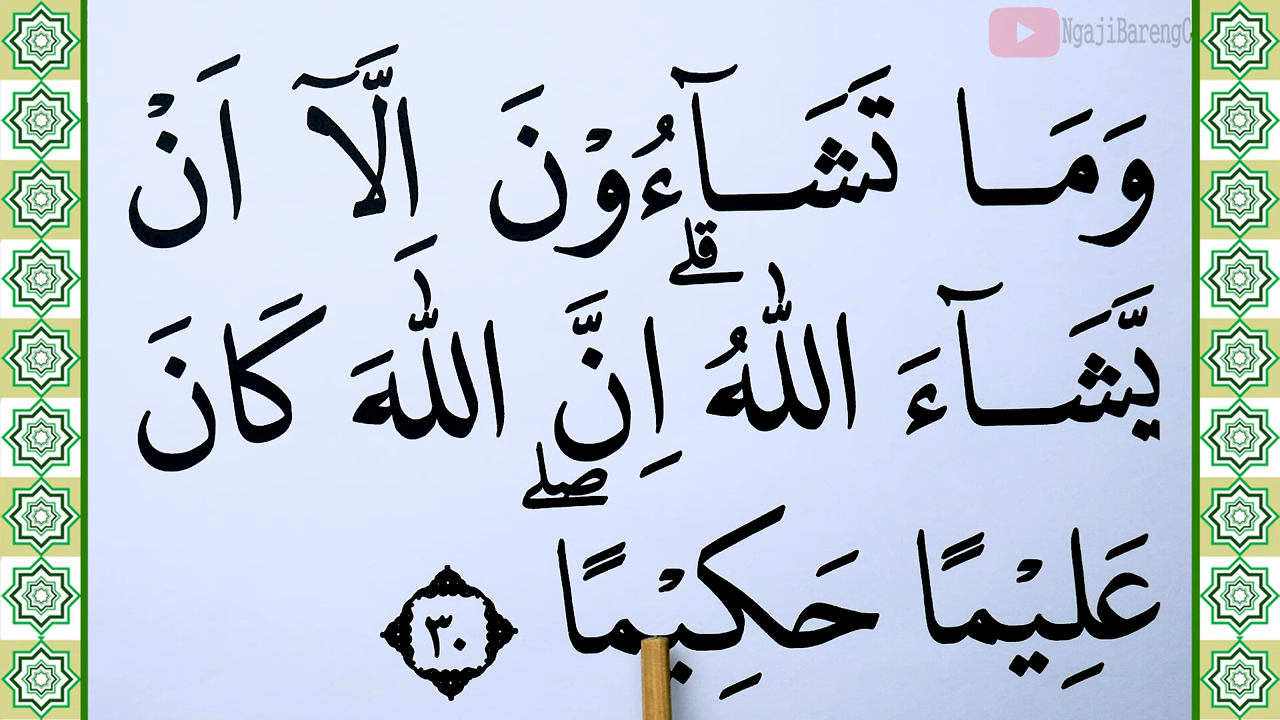 NgajiBarengC
وَمَا تَشَآءُوْنَ اِلَّآ اَنْ
يَّشَآءَ اللّٰهُ ۗاِنَّ اللّٰهَ كَانَ
عَلِيْمًا حَكِيْمًاۖ ٣٠